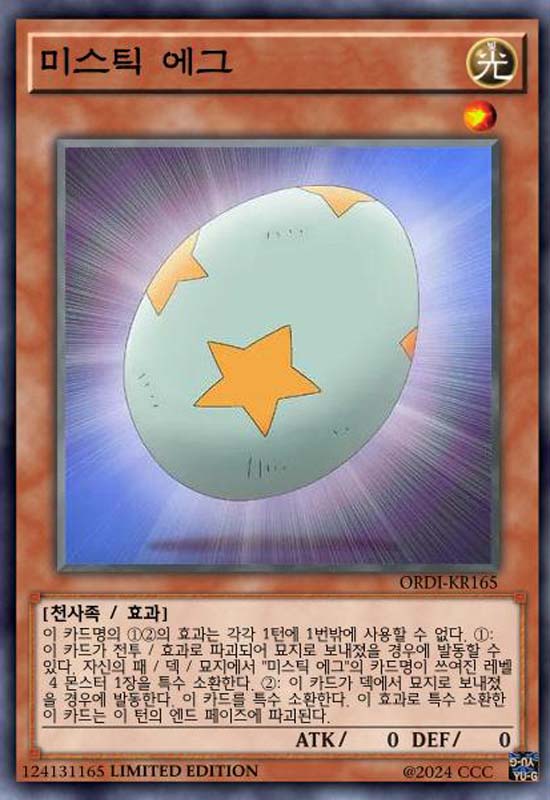 미스틱 에그
光
ORDI-KR165
[천사족 / 효과]
이 카드명의 ①②의 효과는 각각 1턴에 1번밖에 사용할 수 없다. ①:
이 카드가 전투 / 효과로 파괴되어 묘지로 보내졌을 경우에 발동할 수
있다. 자신의 패 / 덱 / 묘지에서 "미스틱 에그"의 카드명이 쓰여진 레벨
4 몬스터 1장을 특수 소환한다. ②: 이 카드가 덱에서 묘지로 보내졌
을 경우에 발동한다. 이 카드를 특수 소환한다. 이 효과로 특수 소환한
이 카드는 이 턴의 엔드 페이즈에 파괴된다.
ATK/ 0 DEF/ 0
124131165 LIMITED EDITION
©2024 CCC